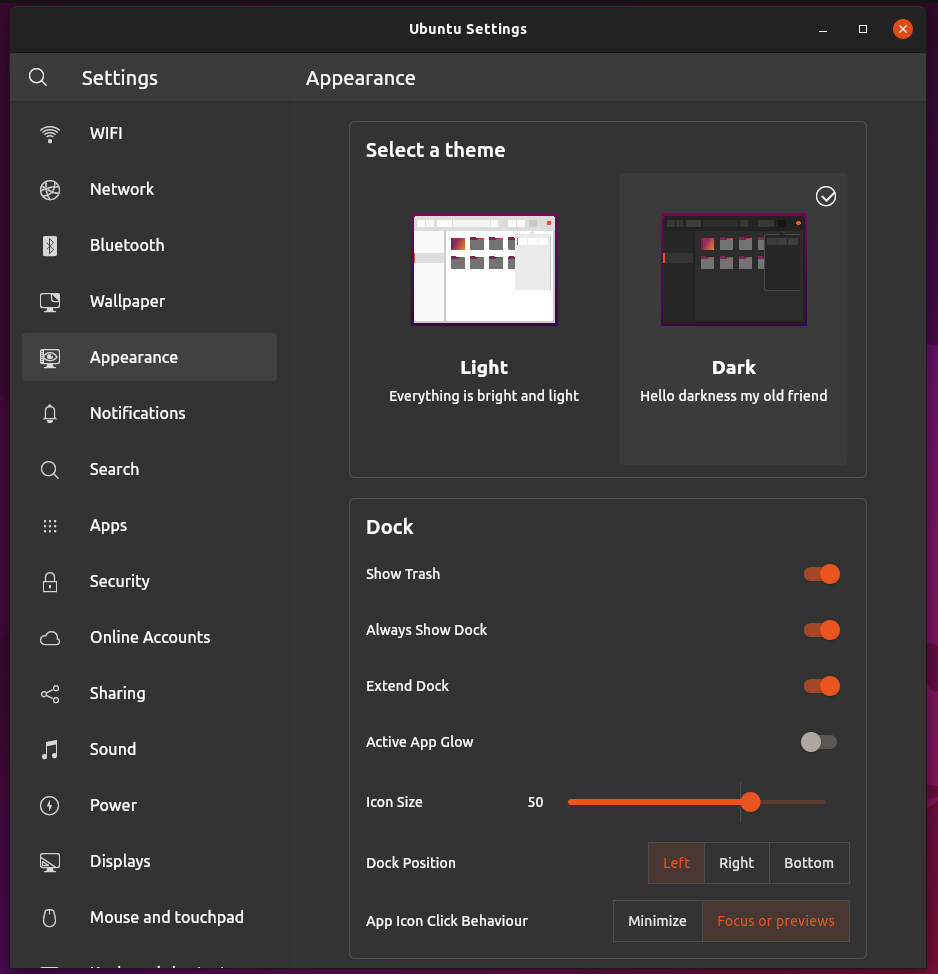 Ubuntu Settings
Settings
Appearance
WIFI
Network
Bluetooth
Wallpaper
Appearance
Notifications
Search
Apps
Security
Online Accounts
Sharing
Sound
Power
Displays
Mouse and touchpad
Select a theme
Light
Everything is bright and light
Dark
Hello darkness my old friend
Dock
Show Trash
Always Show Dock
Extend Dock
Active App Glow
Icon Size 50
Dock Position Left Right Bottom
App Icon Click Behaviour Minimize Focus or previews